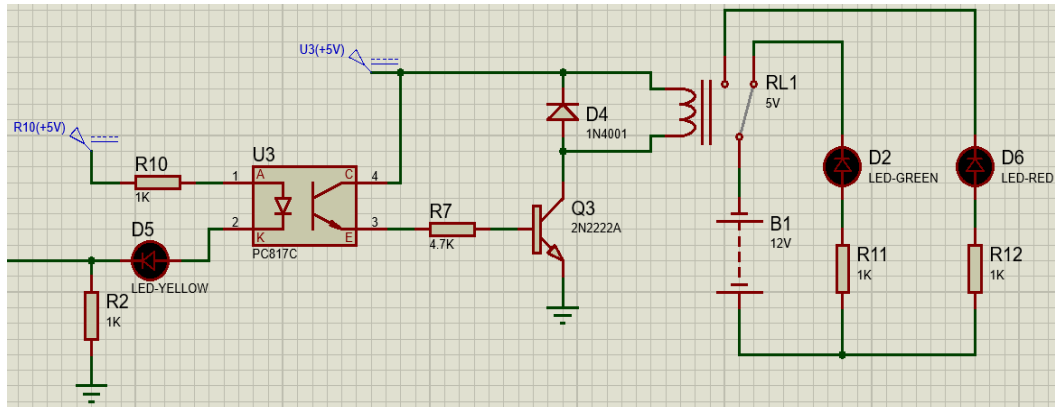 U3(+5V)
R10(+5V)
R10
1K
U3
A
K
C
E
1
2
4
3
PC817C
D5
LED-YELLOW
R2
1K
R7
4.7K
D4
1N4001
Q3
2N2222A
RL1
5V
B1
12V
D2
LED-GREEN
D6
LED-RED
R11
1K
R12
1K